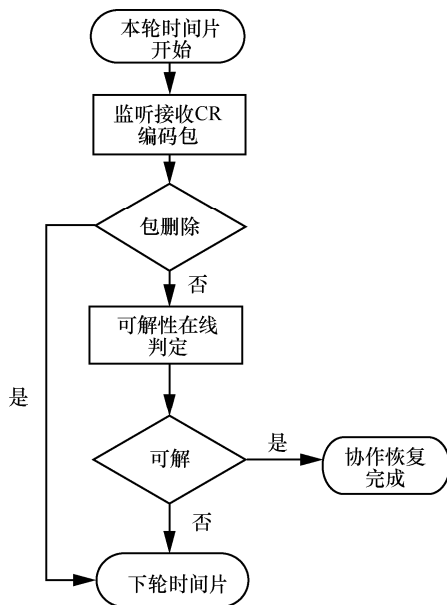 本轮时间片
开始
监听接收CR
编码包
包删除
否
可解性在线
判定
是
可解
是
协作恢复
完成
否
下轮时间片